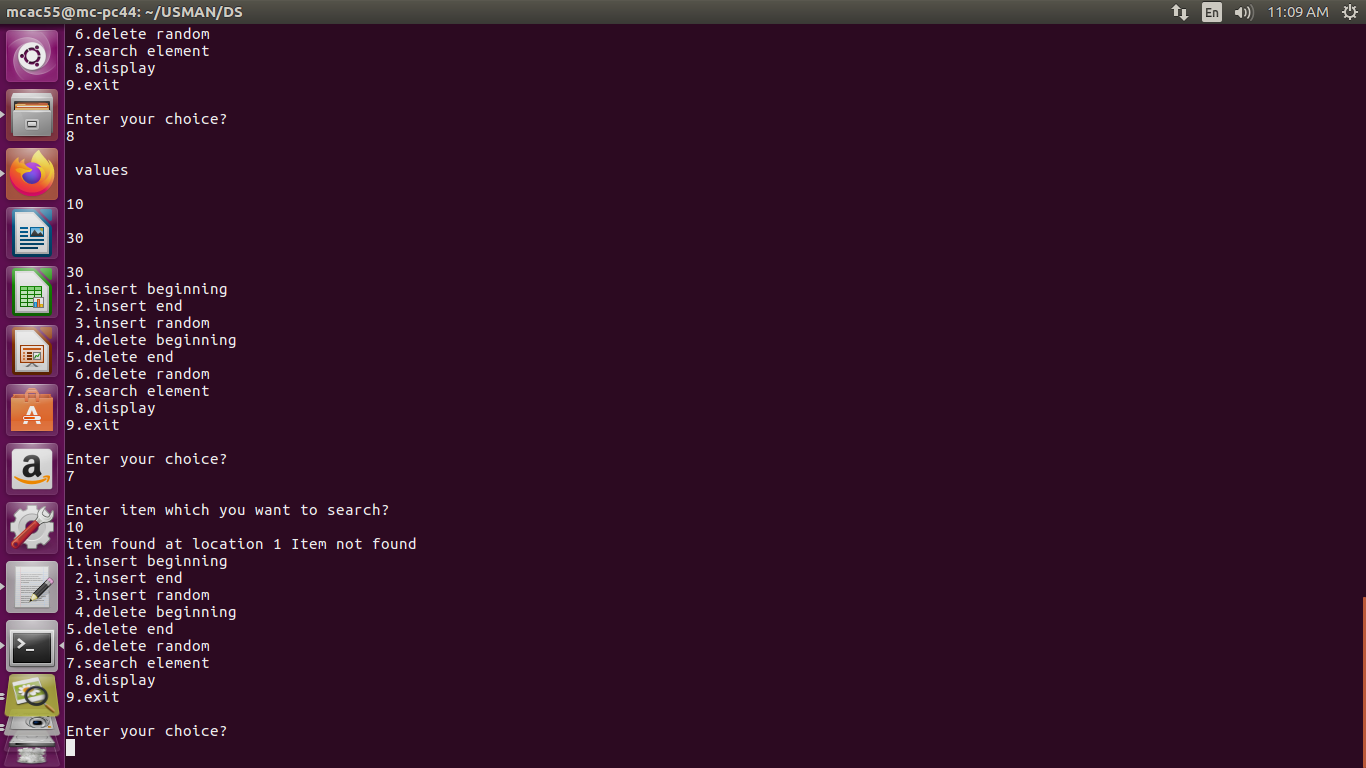 mcac55@mc-pc44: ~/USMAN/DS
En
11:09 AM
6.delete random
7.search element
8.display
9.exit
Enter your choice?
8
values
10
30
30
1.insert beginning
2.insert end
3.insert random
4.delete beginning
5.delete end
6.delete random
7.search element
8.display
9.exit
Enter your choice?
7
Enter item which you want to search?
10
item found at location 1 Item not found
1.insert beginning
2.insert end
3.insert random
4.delete beginning
5.delete end
6.delete random
7.search element
8.display
9.exit
Enter your choice?